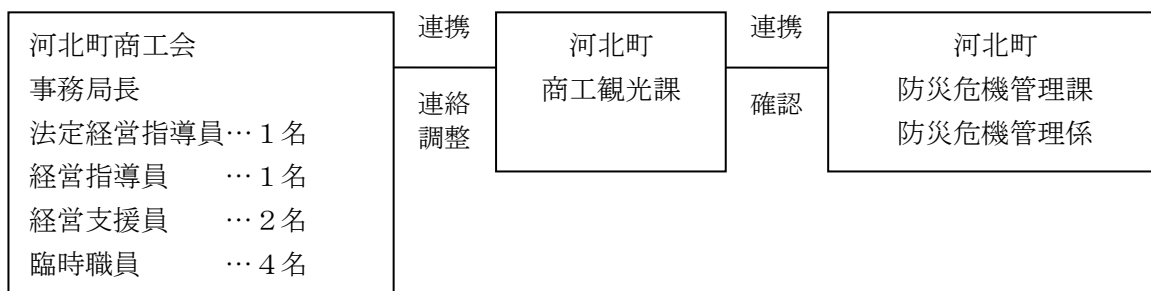 河北町商工会
事務局長
法定経営指導員…１名
経営指導員　　…１名
経営支援員　　…２名
臨時職員　　　…４名
連携
連絡
調整
河北町
商工観光課
連携
確認
河北町
防災危機管理課
防災危機管理係